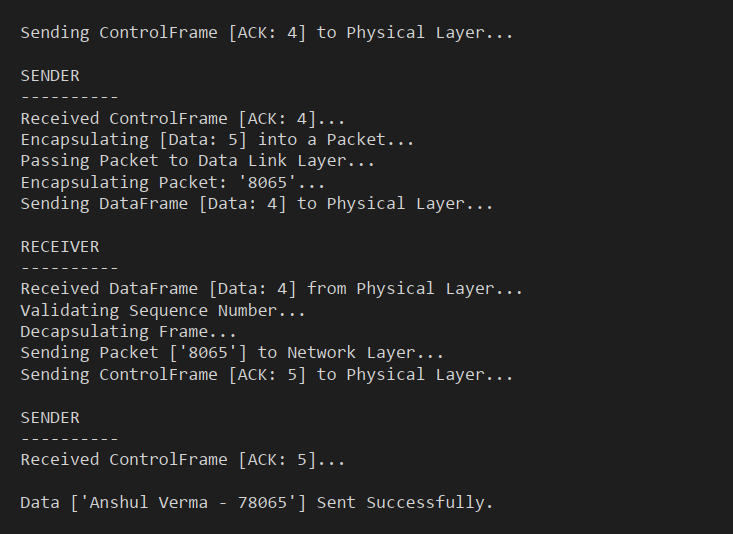 Sending ControlFrame [ACK: 4] to Physical Layer...
SENDER
----------
Received ControlFrame [ACK: 4]...
Encapsulating [Data: 5] into a Packet...
Passing Packet to Data Link Layer...
Encapsulating Packet: '8065'...
Sending DataFrame [Data: 4] to Physical Layer...
RECEIVER
----------
Received DataFrame [Data: 4] from Physical Layer...
Validating Sequence Number...
Decapsulating Frame...
Sending Packet ['8065'] to Network Layer...
Sending ControlFrame [ACK: 5] to Physical Layer...
SENDER
----------
Received ControlFrame [ACK: 5]...
Data ['Anshul Verma - 78065'] Sent Successfully.